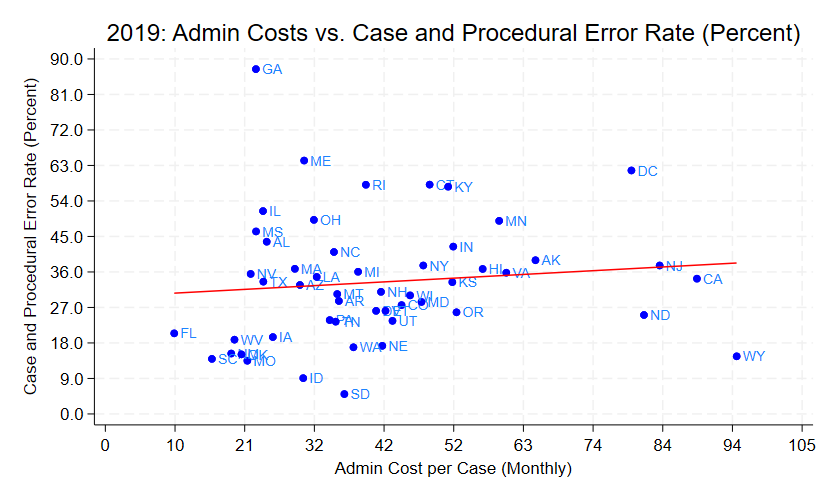 2019: Admin Costs vs. Case and Procedural Error Rate (Percent)
Case and Procedural Error Rate (Percent)
90.0
81.0
72.0
63.0
54.0
45.0
36.0
27.0
18.0
9.0
0.0
GA
ME
DC
RI
CT
KY
IL
OH
MN
MS
AL
IN
NC
AK
NY
NJ
MA
HI
MI
VA
NV
LA
CA
TX
AZ
KS
NH
MT
WI
AR
MD
CO
OR
ND
PA
TN
UT
FL
IA
WV
WA
NE
WY
SC
OK
MO
ID
SD
0
10
21
32
42
52
63
74
84
94
105
Admin Cost per Case (Monthly)